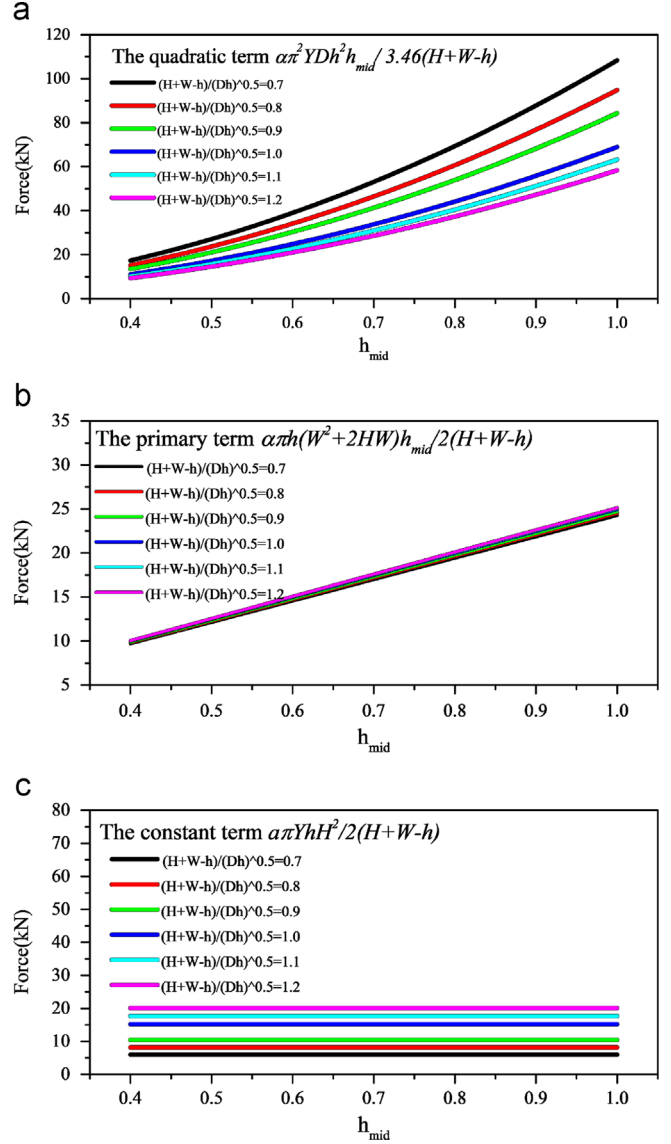 a
The quadratic term απ²YDh²h_mid/ 3.46(H+W-h)
(H+W-h)/(Dh)^0.5=0.7
(H+W-h)/(Dh)^0.5=0.8
(H+W-h)/(Dh)^0.5=0.9
(H+W-h)/(Dh)^0.5=1.0
(H+W-h)/(Dh)^0.5=1.1
(H+W-h)/(Dh)^0.5=1.2
Force(kN)
120
100
80
60
40
20
0
0.4 0.5 0.6 0.7 0.8 0.9 1.0
h_mid
b
The primary term απh(W²+2HW)h_mid/2(H+W-h)
(H+W-h)/(Dh)^0.5=0.7
(H+W-h)/(Dh)^0.5=0.8
(H+W-h)/(Dh)^0.5=0.9
(H+W-h)/(Dh)^0.5=1.0
(H+W-h)/(Dh)^0.5=1.1
(H+W-h)/(Dh)^0.5=1.2
Force(kN)
35
30
25
20
15
10
5
0.4 0.5 0.6 0.7 0.8 0.9 1.0
h_mid
c
The constant term aπYhH²/2(H+W-h)
(H+W-h)/(Dh)^0.5=0.7
(H+W-h)/(Dh)^0.5=0.8
(H+W-h)/(Dh)^0.5=0.9
(H+W-h)/(Dh)^0.5=1.0
(H+W-h)/(Dh)^0.5=1.1
(H+W-h)/(Dh)^0.5=1.2
Force(kN)
80
70
60
50
40
30
20
10
0
0.4 0.5 0.6 0.7 0.8 0.9 1.0
h_mid